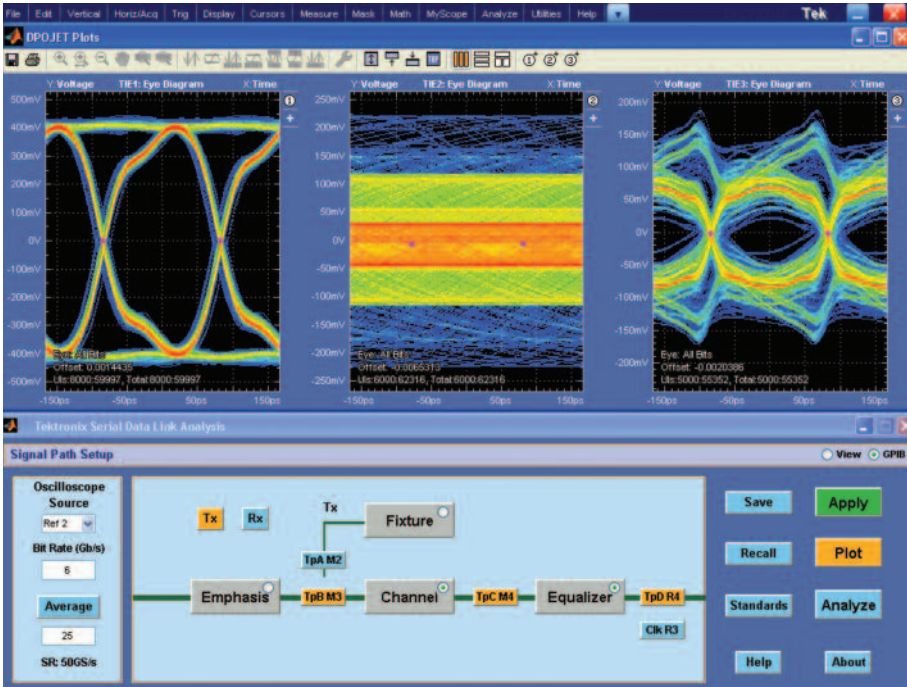 File Edit Vertical Horiz/Acq Trig Display Cursors Measure Mask Math MyScope Analyze Utilities Help Tek
DPOJET Plots
Y: Voltage TIE1: Eye Diagram X: Time
500mV
400mV
300mV
200mV
100mV
0V
-100mV
-200mV
-300mV
-400mV
-500mV
Eye: All Bits
Offset: 0.0014435
UIs:8000:59997, Total:8000:59997
-150ps -50ps 50ps 150ps
1
Y: Voltage TIE2: Eye Diagram X: Time
250mV
150mV
50mV
0V
-50mV
-100mV
-150mV
-200mV
-250mV
Eye: All Bits
Offset: -0.0065313
UIs:6000:62316, Total:6000:62316
-150ps -50ps 50ps 150ps
2
Y: Voltage TIE3: Eye Diagram X: Time
200mV
150mV
100mV
50mV
0V
-50mV
-100mV
-150mV
-200mV
Eye: All Bits
Offset: -0.0020386
UIs:5000:55352, Total:5000:55352
-150ps -50ps 50ps 150ps
3
Tektronix Serial Data Link Analysis
Signal Path Setup
View GPIB
Oscilloscope
Source
Ref 2
Bit Rate (Gb/s)
6
Average
25
SR: 50GS/s
Tx Rx
Tx
Fixture
TpA M2
Emphasis TpB M3 Channel TpC M4 Equalizer TpD R4
Clk R3
Save Apply
Recall Plot
Standards Analyze
Help About